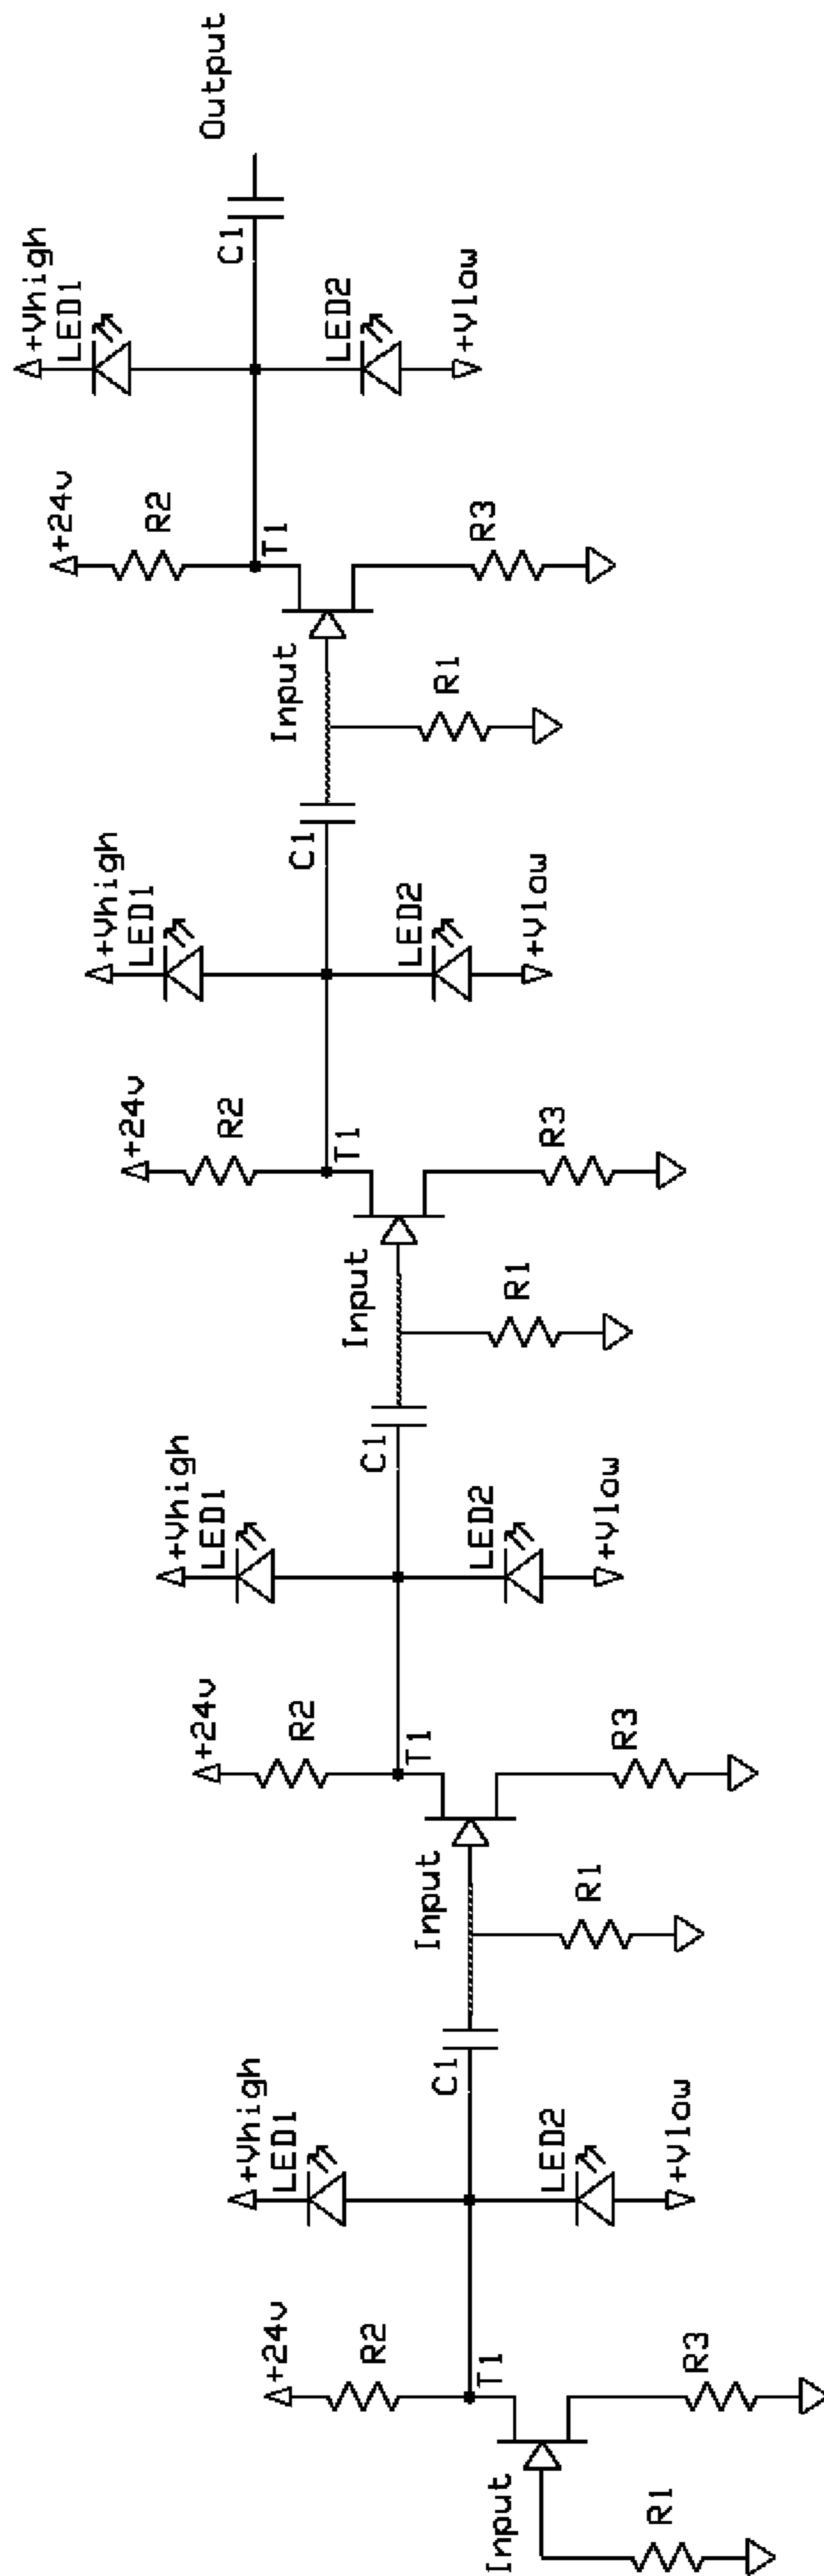 Input
R1
+24v
R2
T1
R3
+Vhigh
LED1
LED2
+Vlow
C1
Input
R1
+24v
R2
T1
R3
+Vhigh
LED1
LED2
+Vlow
C1
Input
R1
+24v
R2
T1
R3
+Vhigh
LED1
LED2
+Vlow
C1
Input
R1
+24v
R2
T1
R3
+Vhigh
LED1
LED2
+Vlow
C1
Output